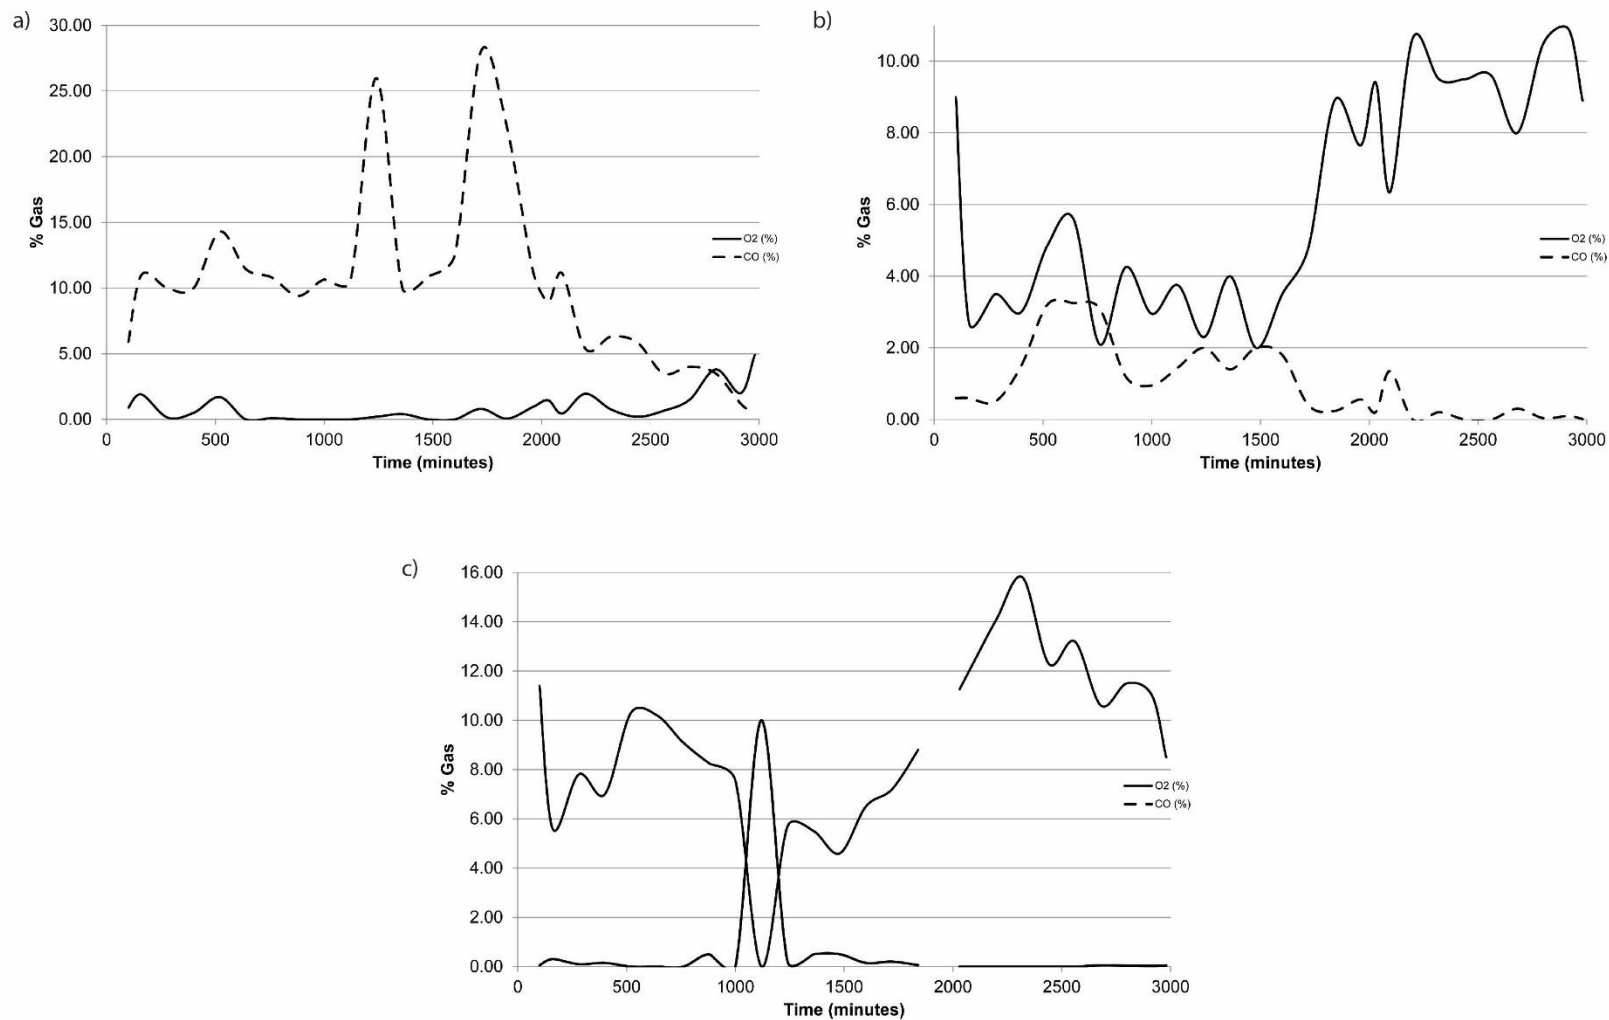 a)
30.00
25.00
20.00
15.00
10.00
5.00
0.00
% Gas
0 500 1000 1500 2000 2500 3000
Time (minutes)
O2 (%)
CO (%)
b)
10.00
8.00
6.00
4.00
2.00
0.00
% Gas
0 500 1000 1500 2000 2500 3000
Time (minutes)
O2 (%)
CO (%)
c)
16.00
14.00
12.00
10.00
8.00
6.00
4.00
2.00
0.00
% Gas
0 500 1000 1500 2000 2500 3000
Time (minutes)
O2 (%)
CO (%)